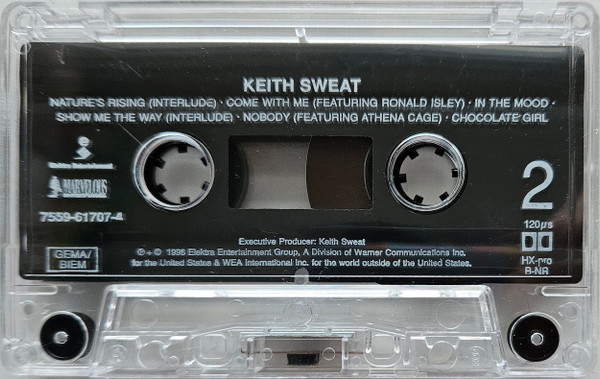 KEITH SWEAT
NATURE'S RISING (INTERLUDE) · COME WITH ME (FEATURING RONALD ISLEY) · IN THE MOOD ·
SHOW ME THE WAY (INTERLUDE) · NOBODY (FEATURING ATHENA CAGE) · CHOCOLATE GIRL
Elektra Entertainment
MARVELOUS
7559-61707-4
GEMA/
BIEM
2
120µs
HX-pro
B-NR
Executive Producer: Keith Sweat
℗ + © 1996 Elektra Entertainment Group, A Division of Warner Communications Inc.
for the United States & WEA International Inc. for the world outside of the United States.